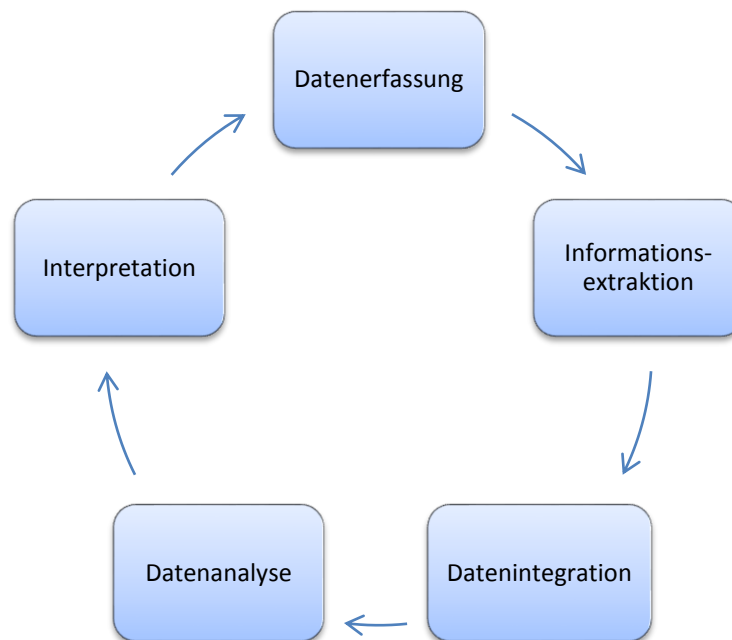 Datenerfassung
Informations-
extraktion
Datenintegration
Datenanalyse
Interpretation